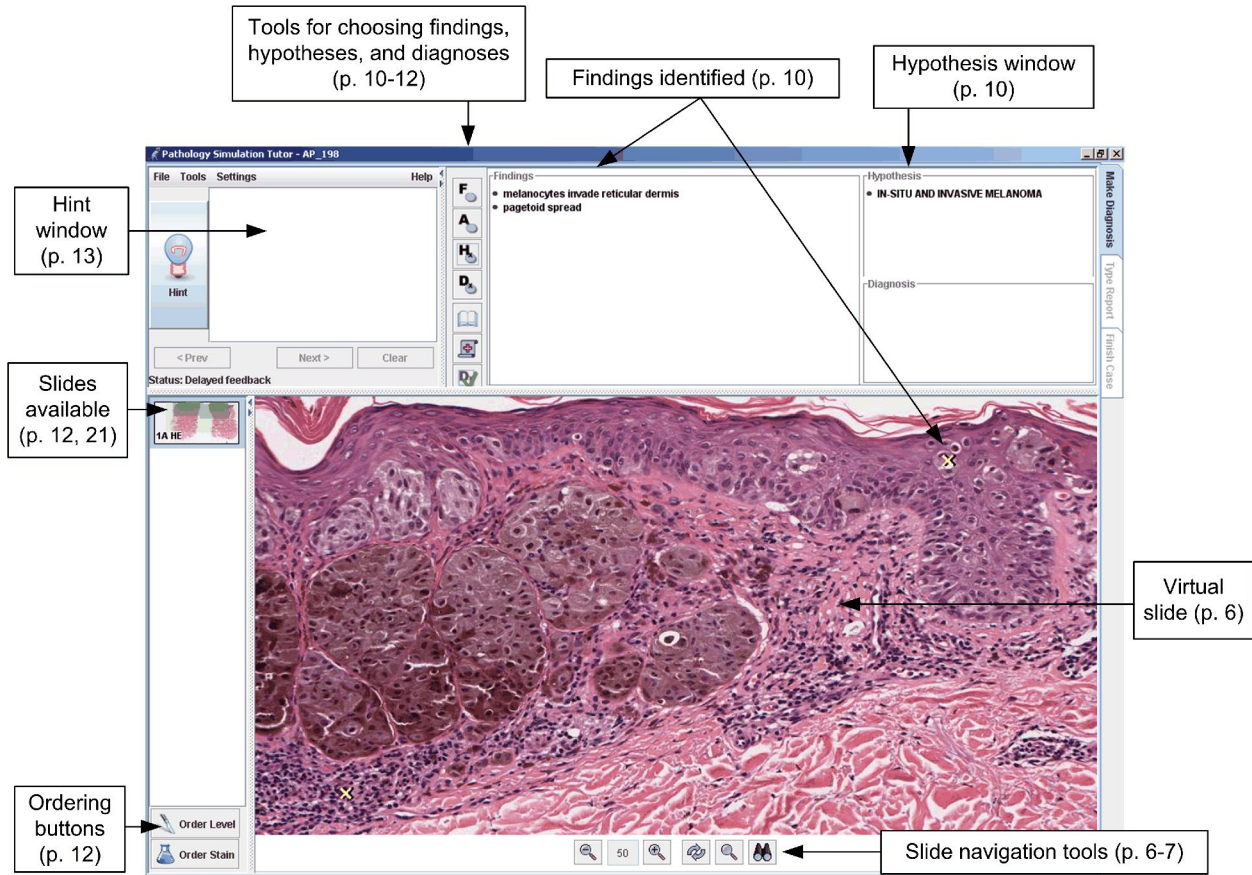 Tools for choosing findings,
hypotheses, and diagnoses
(p. 10-12)
Findings identified (p. 10)
Hypothesis window
(p. 10)
Pathology Simulation Tutor - AP_198
File Tools Settings Help
Hint
window
(p. 13)
Hint
< Prev Next > Clear
Status: Delayed feedback
F
A
H
Dx
Findings
melanocytes invade reticular dermis
pagetoid spread
Hypothesis
IN-SITU AND INVASIVE MELANOMA
Diagnosis
Make Diagnosis
Type Report
Finish Case
Slides
available
(p. 12, 21)
1A HE
Virtual
slide (p. 6)
Ordering
buttons
(p. 12)
Order Level
Order Stain
50
Slide navigation tools (p. 6-7)